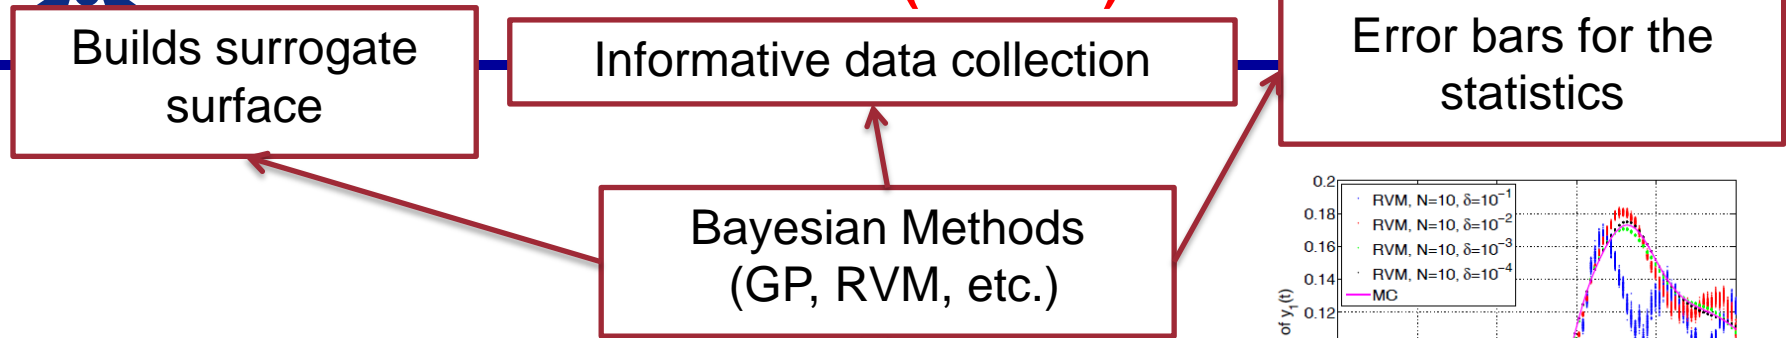 Builds surrogate
surface
Informative data collection
Error bars for the
statistics
Bayesian Methods
(GP, RVM, etc.)
0.2
0.18
0.16
0.14
0.12
of y₁(t)
RVM, N=10, δ=10⁻¹
RVM, N=10, δ=10⁻²
RVM, N=10, δ=10⁻³
RVM, N=10, δ=10⁻⁴
MC